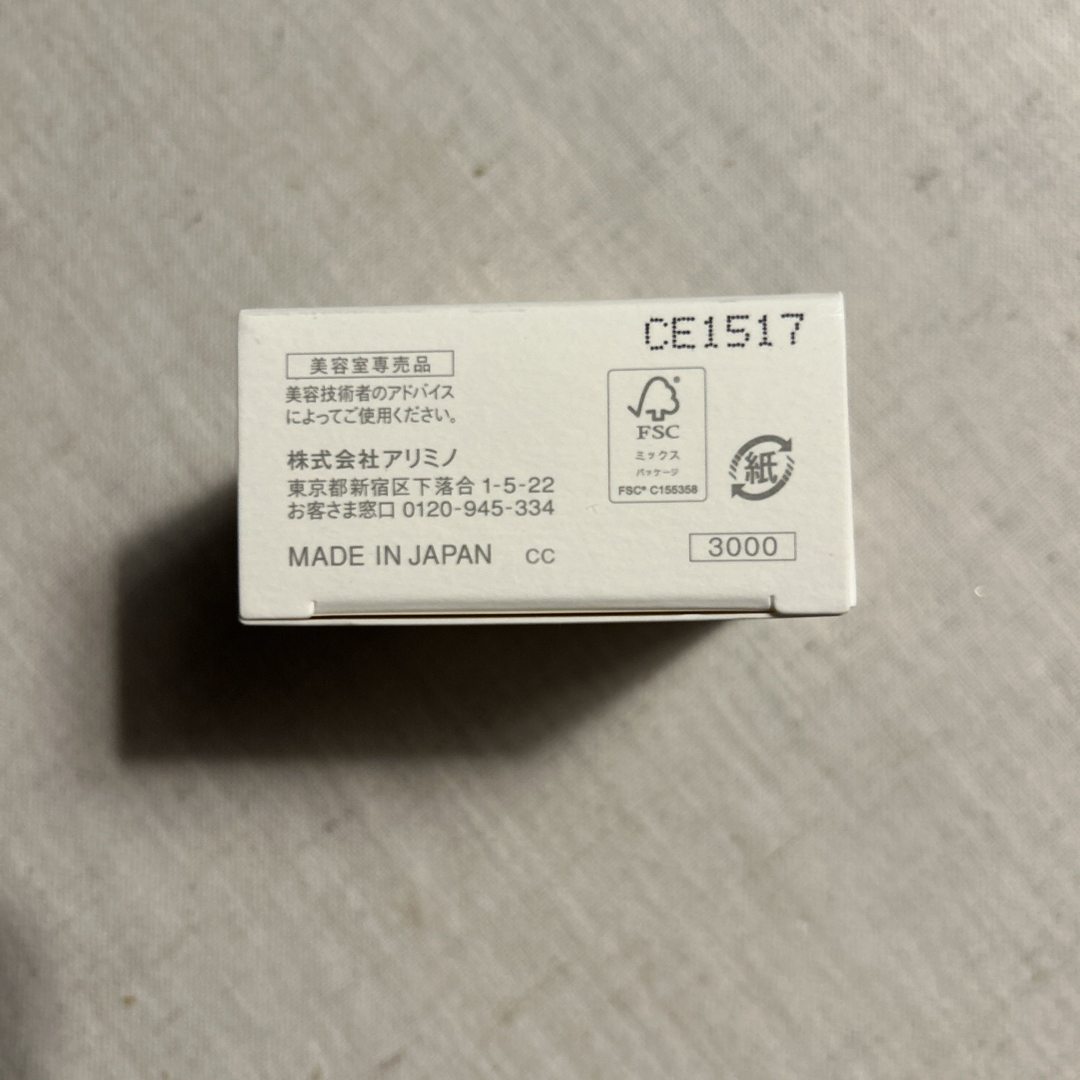 CE1517
美容室専売品
美容技術者のアドバイス
によってご使用ください。
株式会社アリミノ
東京都新宿区下落合 1-5-22
お客さま窓口 0120-945-334
MADE IN JAPAN CC
FSC
ミックス
パッケージ
FSC® C155358
紙
3000